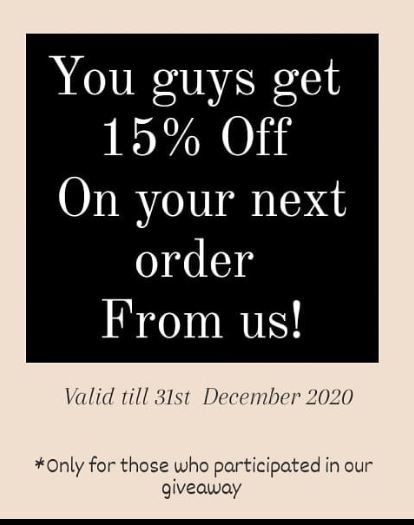 You guys get
15% Off
On your next
order
From us!
Valid till 31st December 2020
*Only for those who participated in our
giveaway